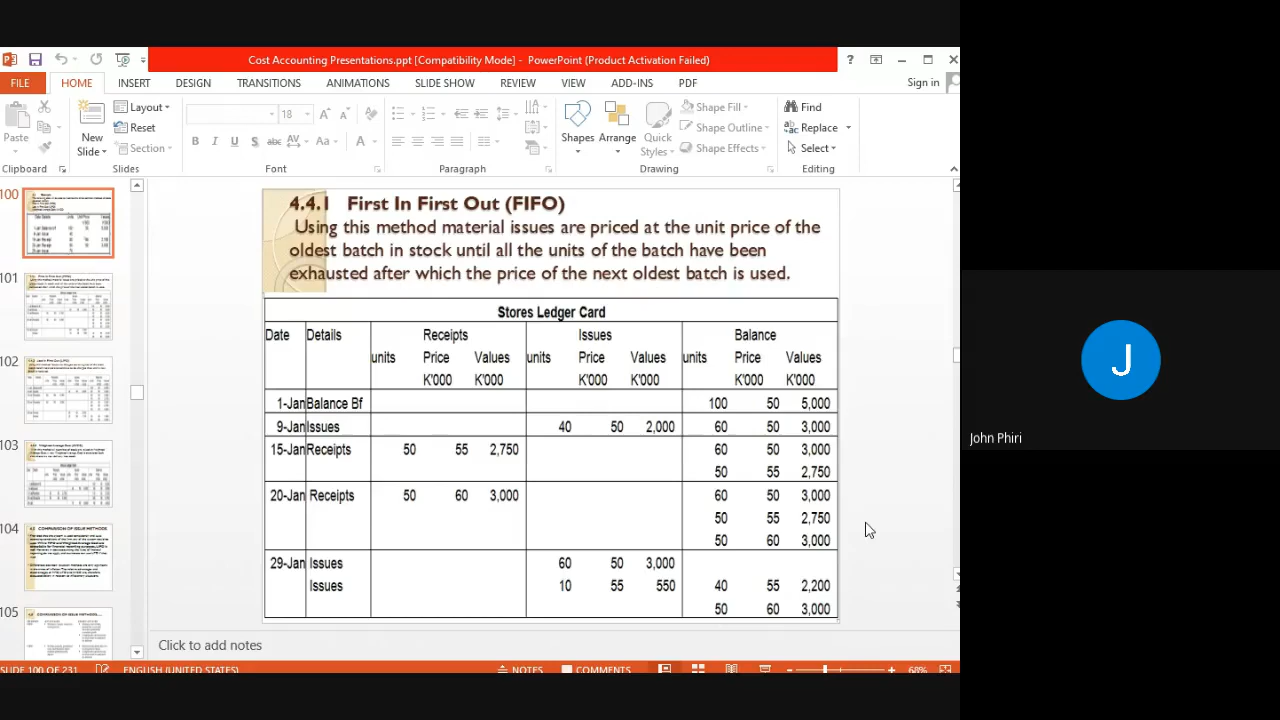 Cost Accounting Presentations.ppt [Compatibility Mode] - PowerPoint (Product Activation Failed)
FILE HOME INSERT DESIGN TRANSITIONS ANIMATIONS SLIDE SHOW REVIEW VIEW ADD-INS PDF Sign in
Paste
New Slide
Layout
Reset
Section
18
B I U S abc AV Aa A
Shapes Arrange Quick Styles
Shape Fill
Shape Outline
Shape Effects
Find
Replace
Select
Clipboard Slides Font Paragraph Drawing Editing
100
101
102
103
104
105
4.4.1 First In First Out (FIFO)
Using this method material issues are priced at the unit price of the
oldest batch in stock until all the units of the batch have been
exhausted after which the price of the next oldest batch is used.
Stores Ledger Card
Date Details Receipts Issues Balance
units Price Values units Price Values units Price Values
K'000 K'000 K'000 K'000 K'000 K'000
1-Jan Balance Bf 100 50 5,000
9-Jan Issues 40 50 2,000 60 50 3,000
15-Jan Receipts 50 55 2,750 60 50 3,000
50 55 2,750
20-Jan Receipts 50 60 3,000 60 50 3,000
50 55 2,750
50 60 3,000
29-Jan Issues 60 50 3,000
Issues 10 55 550 40 55 2,200
50 60 3,000
Click to add notes
SLIDE 100 OF 231 ENGLISH (UNITED STATES) NOTES COMMENTS 68%
J
John Phiri